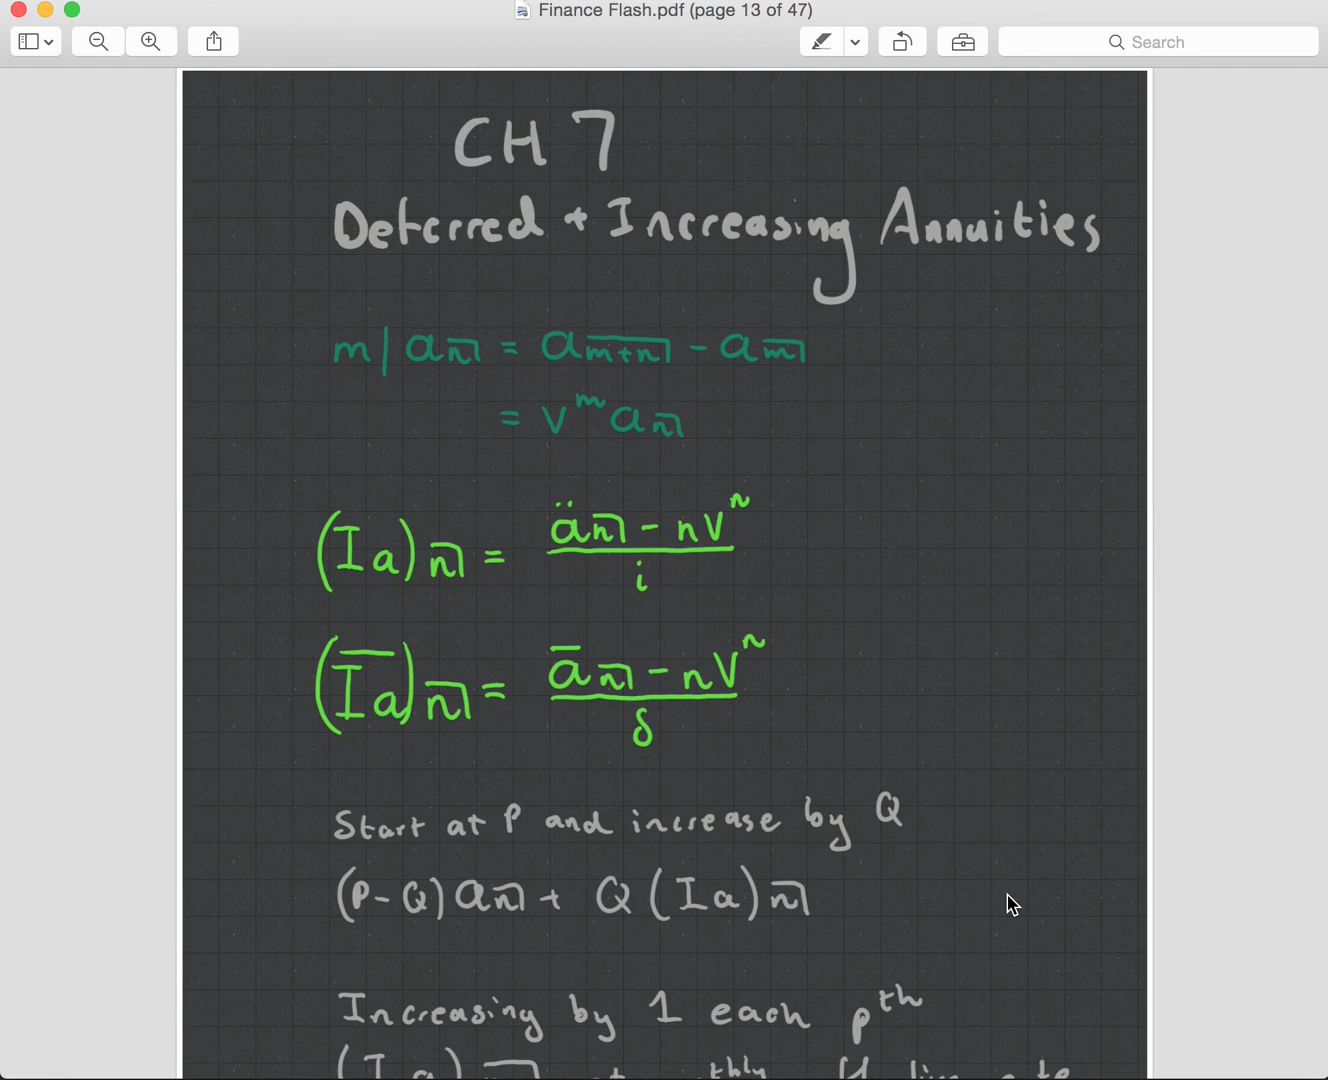 Finance Flash.pdf (page 13 of 47)
Search
CH 7
Deferred + Increasing Annuities
m| a n̅| = a m+n̅| - a m̅|
= v^m a n̅|
(Ia) n̅| = (ä n̅| - nv^n) / i
(I̅a̅) n̅| = (a̅ n̅| - nv^n) / δ
Start at P and increase by Q
(P-Q) a n̅| + Q (Ia) n̅|
Increasing by 1 each p^th